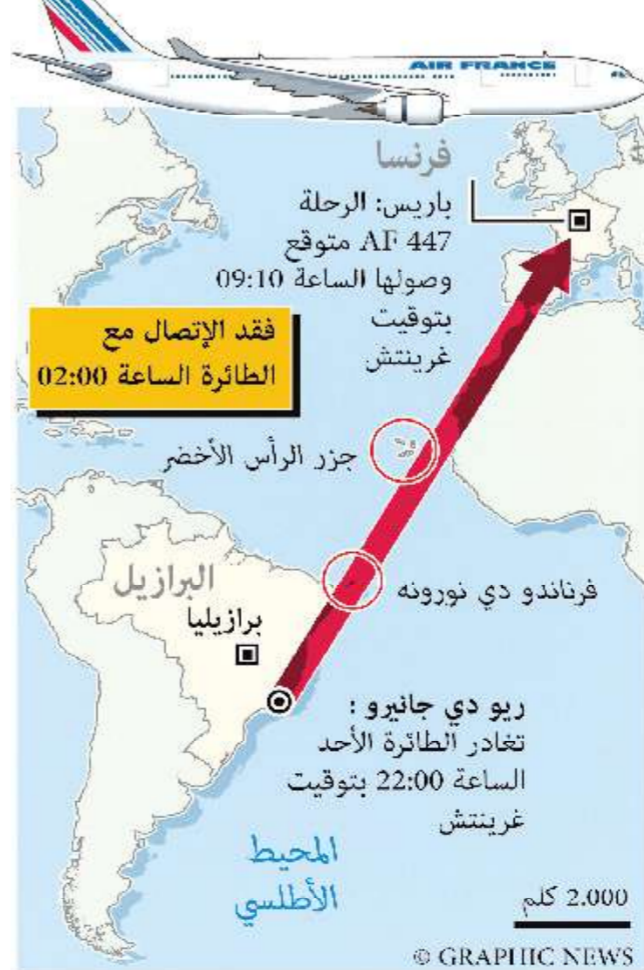 AIR FRANCE
فرنسا
باريس: الرحلة
AF 447 متوقع
وصولها الساعة 09:10
بتوقيت
غرينتش
فقد الإتصال مع
الطائرة الساعة 02:00
جزر الرأس الأخضر
فرناندو دي نورونه
البرازيل
برازيليا
ريو دي جانيرو :
تغادر الطائرة الأحد
الساعة 22:00 بتوقيت
غرينتش
المحيط
الأطلسي
2.000 كلم
© GRAPHIC NEWS